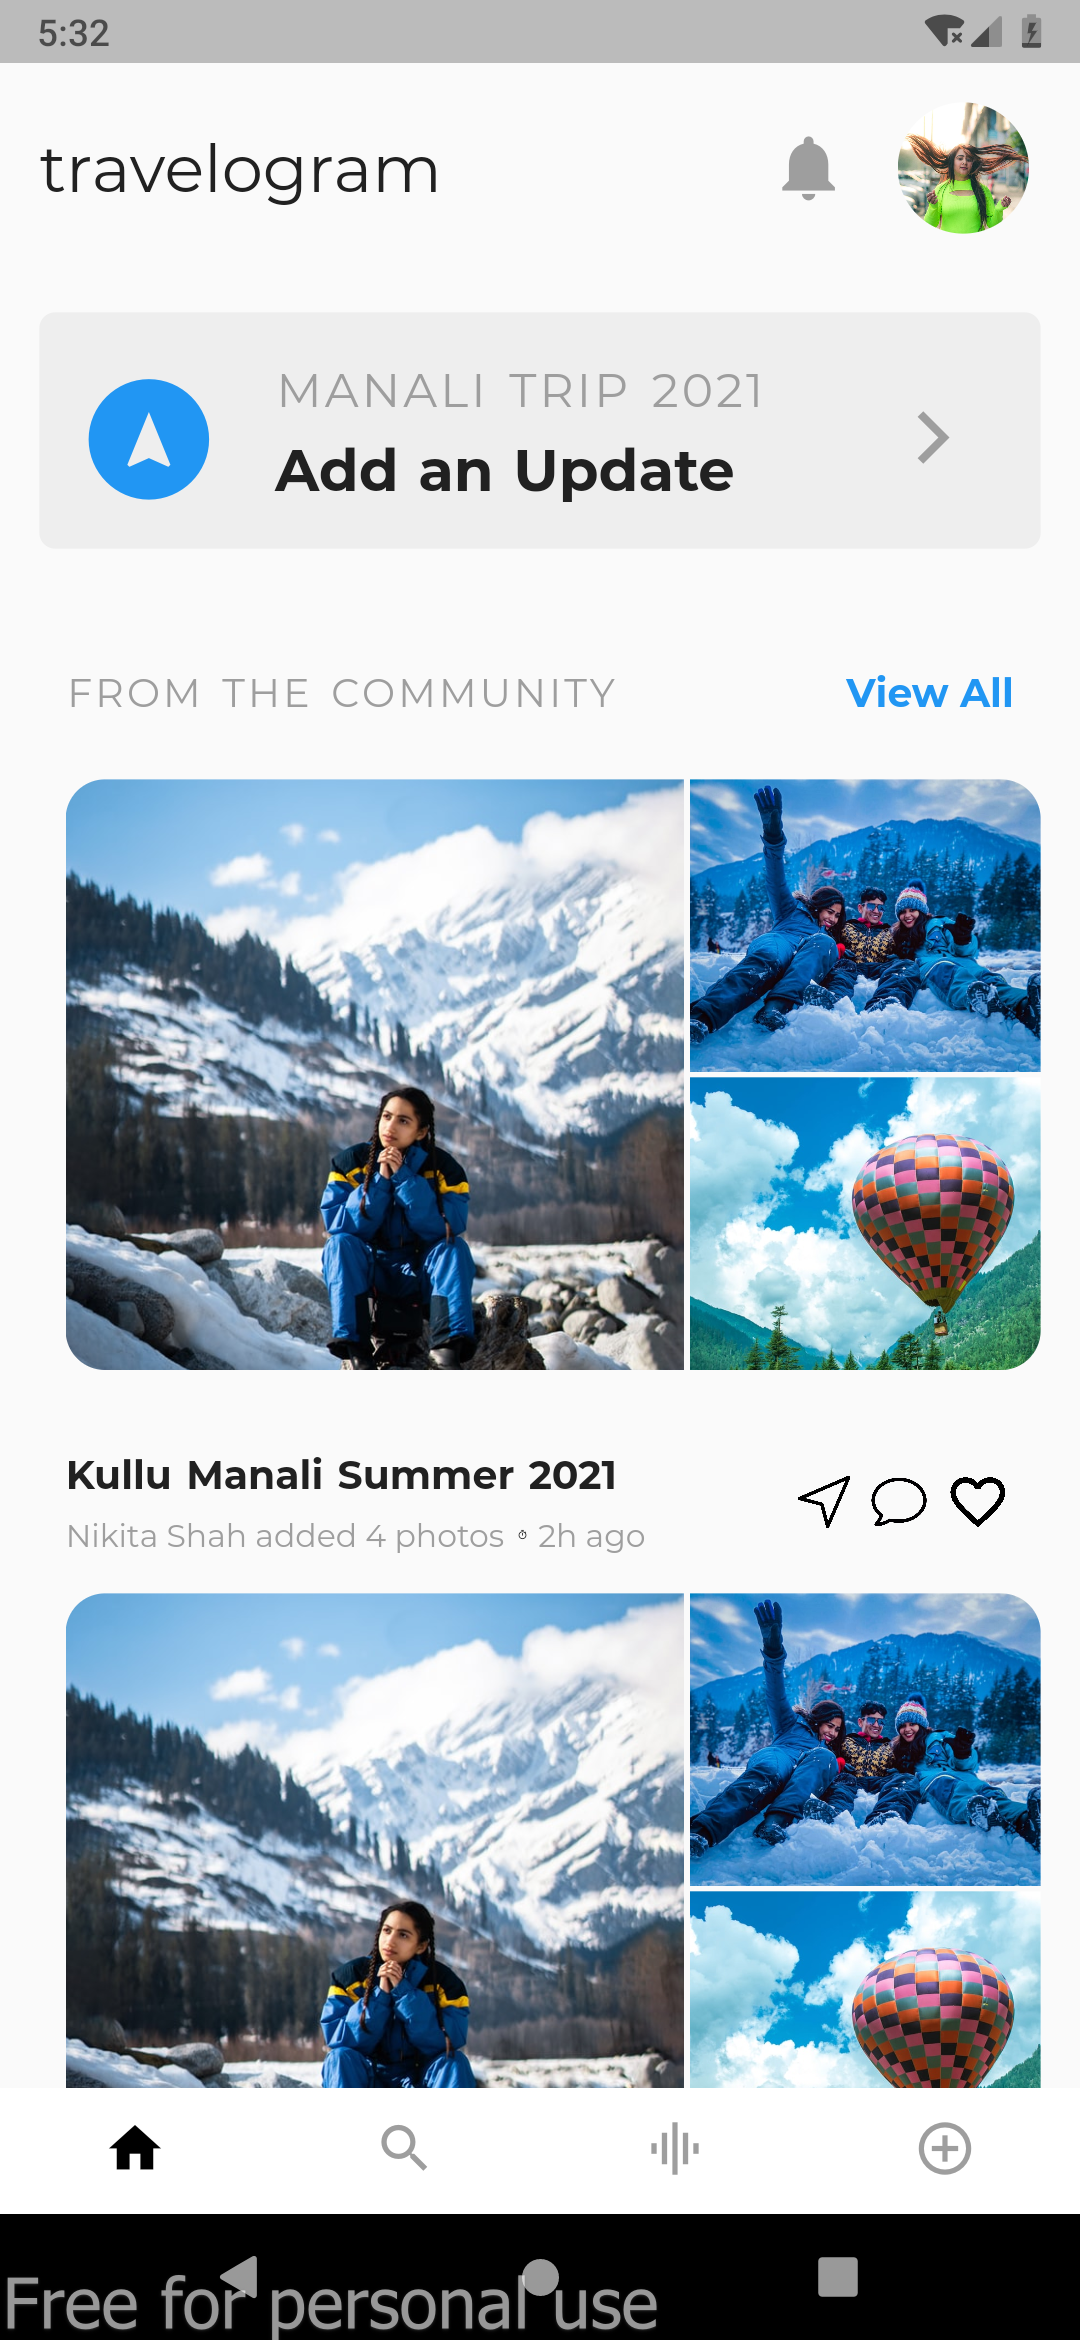 5:32
travelogram
MANALI TRIP 2021
Add an Update
FROM THE COMMUNITY
View All
Kullu Manali Summer 2021
Nikita Shah added 4 photos 2h ago
Free for personal use